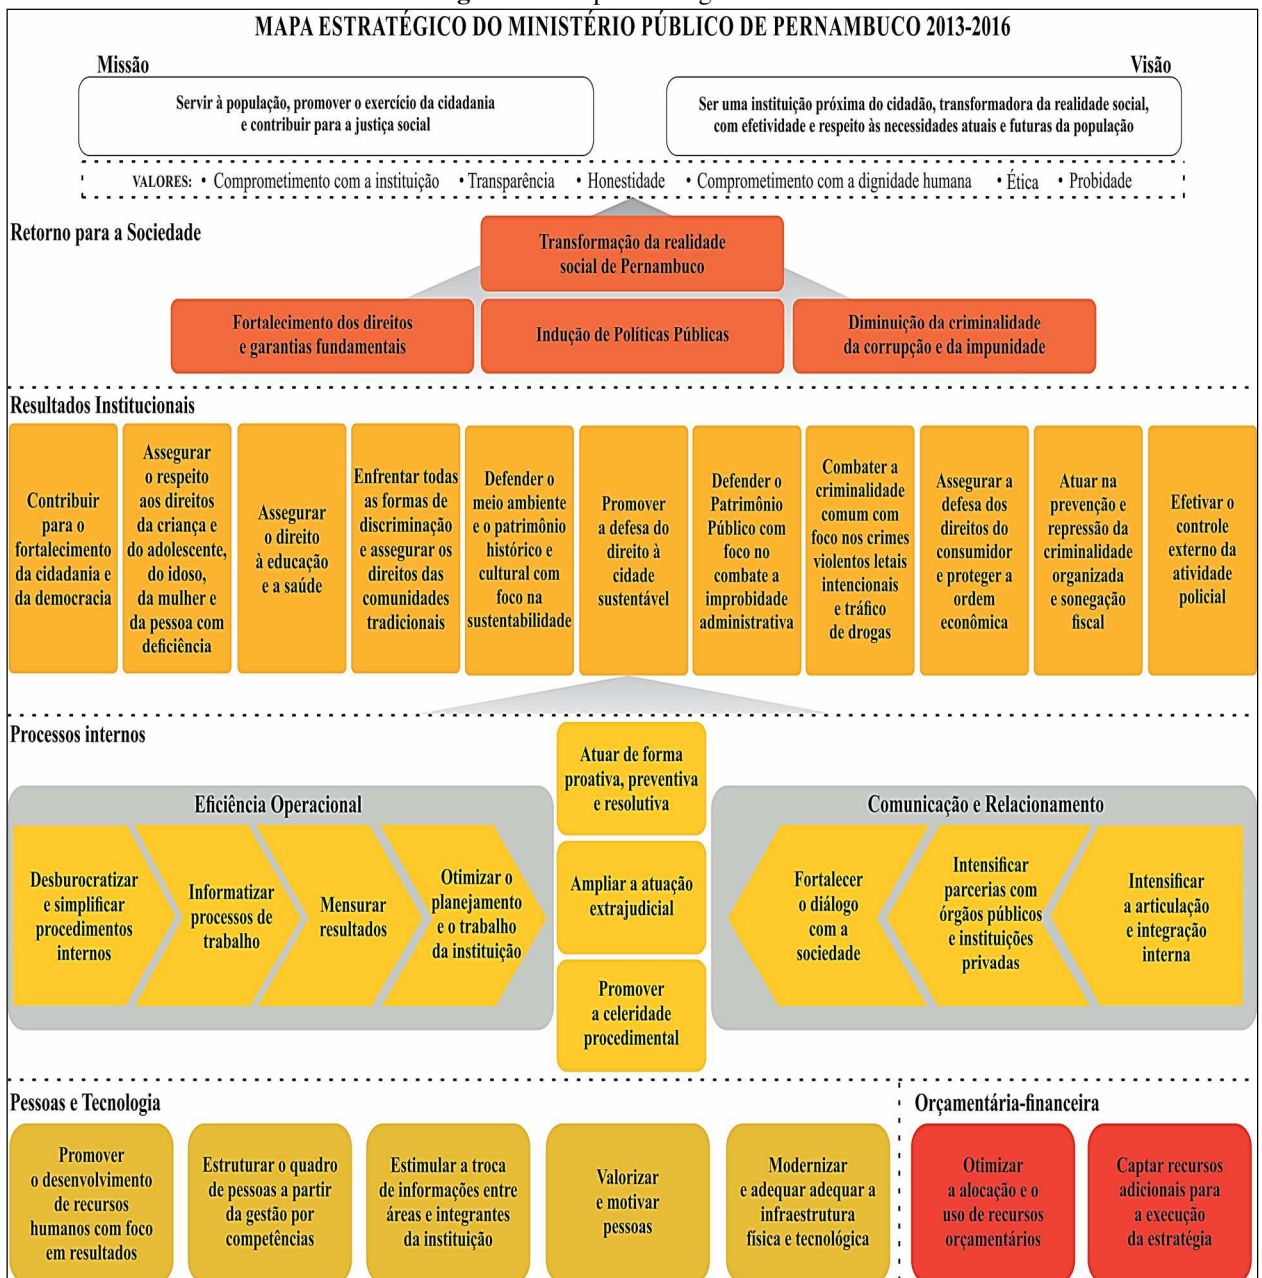 MAPA ESTRATÉGICO DO MINISTÉRIO PÚBLICO DE PERNAMBUCO 2013-2016
Missão
Servir à população, promover o exercício da cidadania
e contribuir para a justiça social
Visão
Ser uma instituição próxima do cidadão, transformadora da realidade social,
com efetividade e respeito às necessidades atuais e futuras da população
VALORES: • Comprometimento com a instituição • Transparência • Honestidade • Comprometimento com a dignidade humana • Ética • Probidade
Retorno para a Sociedade
Transformação da realidade
social de Pernambuco
Fortalecimento dos direitos
e garantias fundamentais
Indução de Políticas Públicas
Diminuição da criminalidade
da corrupção e da impunidade
Resultados Institucionais
Contribuir
para o
fortalecimento
da cidadania e
da democracia
Assegurar
o respeito
aos direitos
da criança e
do adolescente,
do idoso,
da mulher e
da pessoa com
deficiência
Assegurar
o direito
à educação
e a saúde
Enfrentar todas
as formas de
discriminação
e assegurar os
direitos das
comunidades
tradicionais
Defender o
meio ambiente
e o patrimônio
histórico e
cultural com
foco na
sustentabilidade
Promover
a defesa do
direito à
cidade
sustentável
Defender o
Patrimônio
Público com
foco no
combate a
improbidade
administrativa
Combater a
criminalidade
comum com
foco nos crimes
violentos letais
intencionais
e tráfico
de drogas
Assegurar a
defesa dos
direitos do
consumidor
e proteger a
ordem
econômica
Atuar na
prevenção e
repressão da
criminalidade
organizada
e sonegação
fiscal
Efetivar o
controle
externo da
atividade
policial
Processos internos
Eficiência Operacional
Desburocratizar
e simplificar
procedimentos
internos
Informatizar
processos de
trabalho
Mensurar
resultados
Otimizar o
planejamento
e o trabalho
da instituição
Atuar de forma
proativa, preventiva
e resolutiva
Ampliar a atuação
extrajudicial
Promover
a celeridade
procedimental
Comunicação e Relacionamento
Fortalecer
o diálogo
com a
sociedade
Intensificar
parcerias com
órgãos públicos
e instituições
privadas
Intensificar
a articulação
e integração
interna
Pessoas e Tecnologia
Promover
o desenvolvimento
de recursos
humanos com foco
em resultados
Estruturar o quadro
de pessoas a partir
da gestão por
competências
Estimular a troca
de informações entre
áreas e integrantes
da instituição
Valorizar
e motivar
pessoas
Modernizar
e adequar adequar a
infraestrutura
física e tecnológica
Orçamentária-financeira
Otimizar
a alocação e o
uso de recursos
orçamentários
Captar recursos
adicionais para
a execução
da estratégia